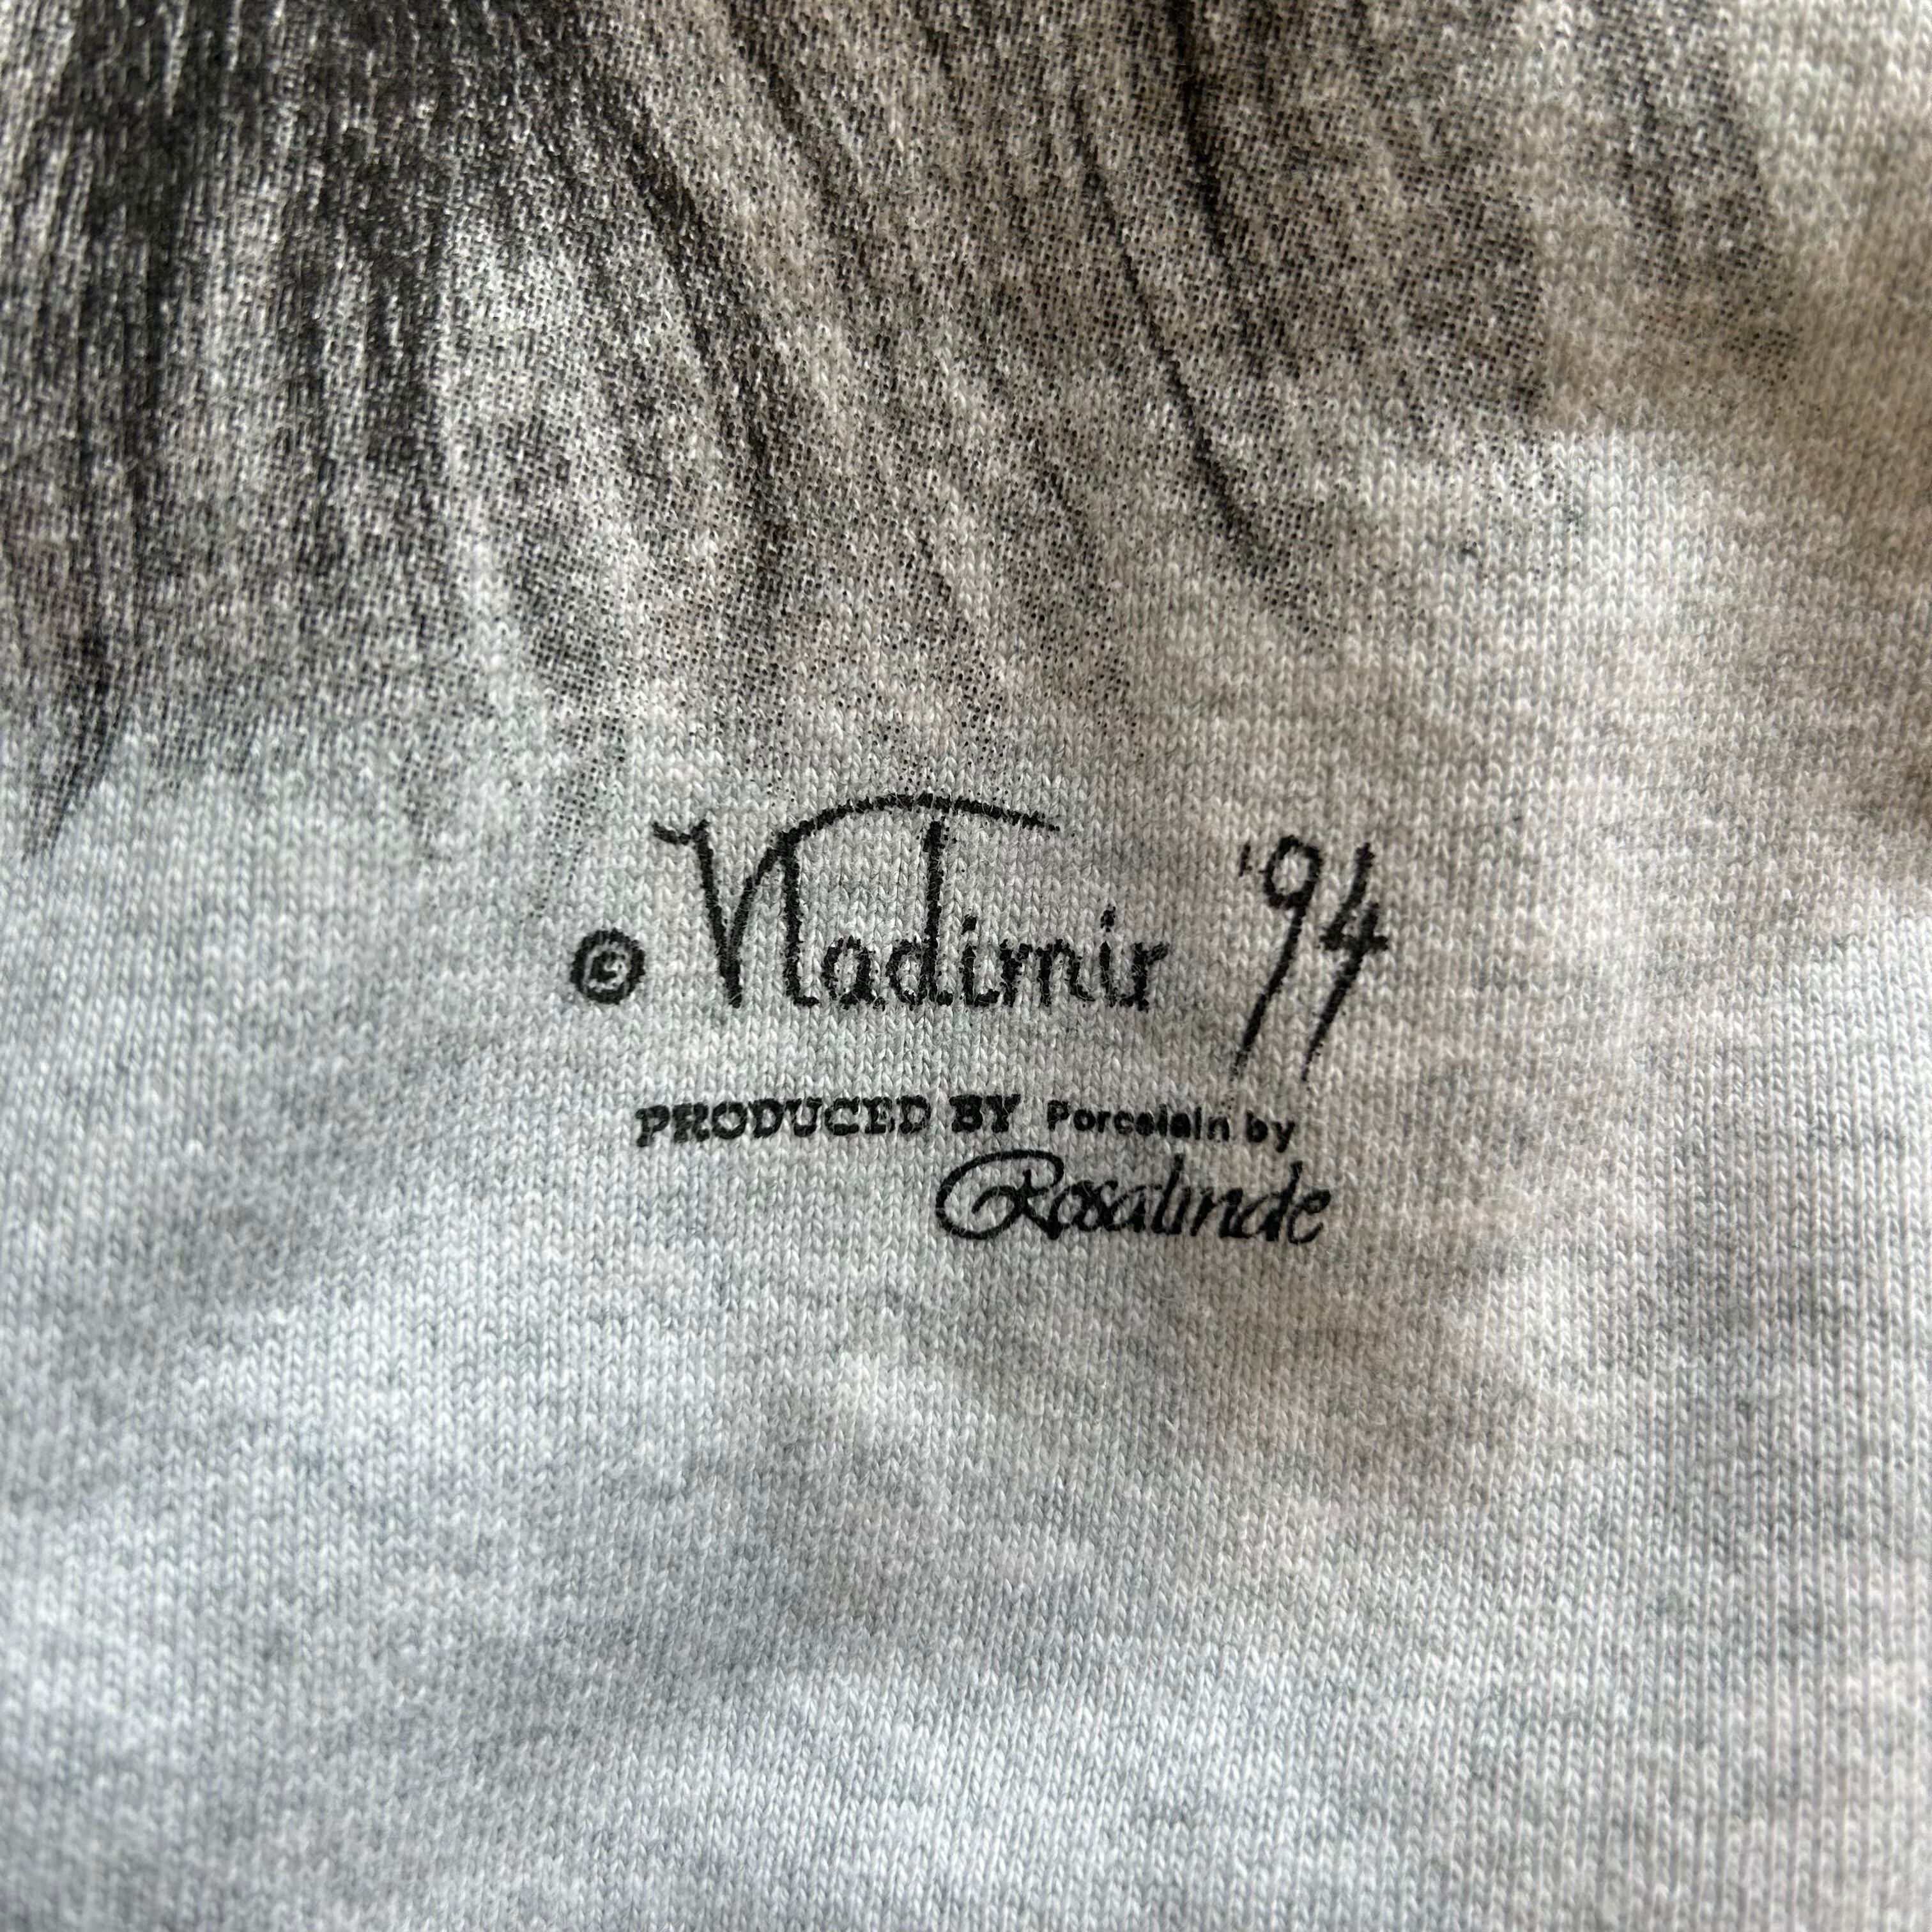 © Vladimir '94
PRODUCED BY Porcelain by
Rosalinde